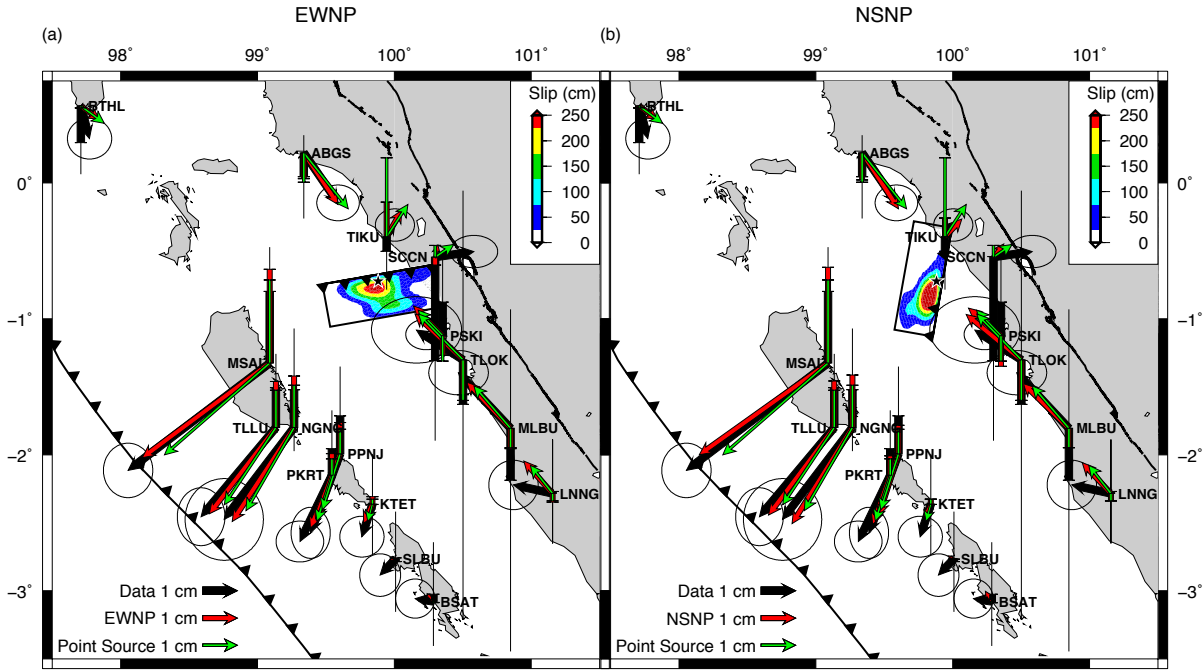 EWNP
NSNP
(a)
98°
99°
100°
101°
(b)
98°
99°
100°
101°
Slip (cm)
250
200
150
100
50
0
Slip (cm)
250
200
150
100
50
0
0°
−1°
−2°
−3°
0°
−1°
−2°
−3°
BTHL
ABGS
TIKU
SCCN
PSKI
TLOK
MSAI
TLLU
NGNG
MLBU
PPNJ
PKRT
LNNG
KTET
SLBU
BSAT
Data 1 cm
EWNP 1 cm
Point Source 1 cm
BTHL
ABGS
TIKU
SCCN
PSKI
TLOK
MSAI
TLLU
NGNG
MLBU
PPNJ
PKRT
LNNG
KTET
SLBU
BSAT
Data 1 cm
NSNP 1 cm
Point Source 1 cm